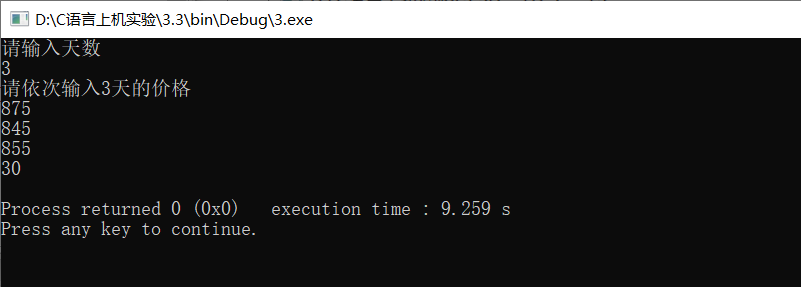 D:\C语言上机实验\3.3\bin\Debug\3.exe
请输入天数
3
请依次输入3天的价格
875
845
855
30
Process returned 0 (0x0)   execution time : 9.259 s
Press any key to continue.